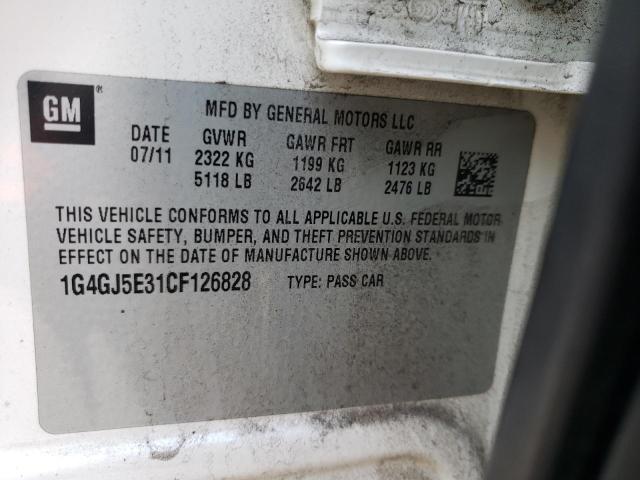 GM®
MFD BY GENERAL MOTORS LLC
DATE GVWR GAWR FRT GAWR RR
07/11 2322 KG 1199 KG 1123 KG
5118 LB 2642 LB 2476 LB
THIS VEHICLE CONFORMS TO ALL APPLICABLE U.S. FEDERAL MOTOR
VEHICLE SAFETY, BUMPER, AND THEFT PREVENTION STANDARDS IN
EFFECT ON THE DATE OF MANUFACTURE SHOWN ABOVE.
1G4GJ5E31CF126828 TYPE: PASS CAR